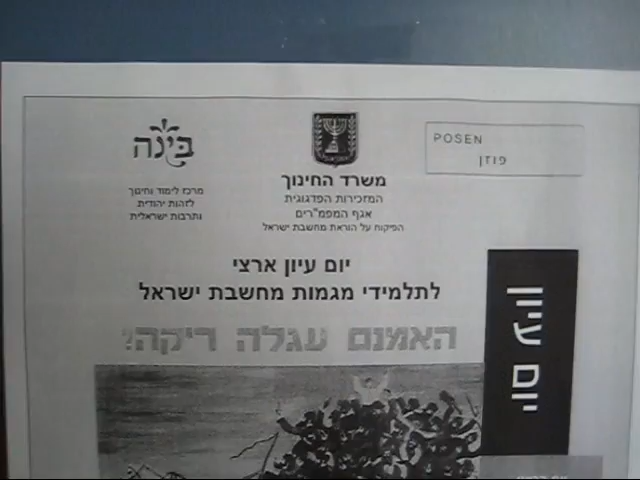 POSEN
פוזן
משרד החינוך
המזכירות הפדגוגית
אגף המפמ"רים
הפיקוח על הוראת מחשבת ישראל
בינה
מרכז לימוד וחינוך
לזהות יהודית
ותרבות ישראלית
יום עיון ארצי
לתלמידי מגמות מחשבת ישראל
האמנם עגלה ריקה?
יום עיון